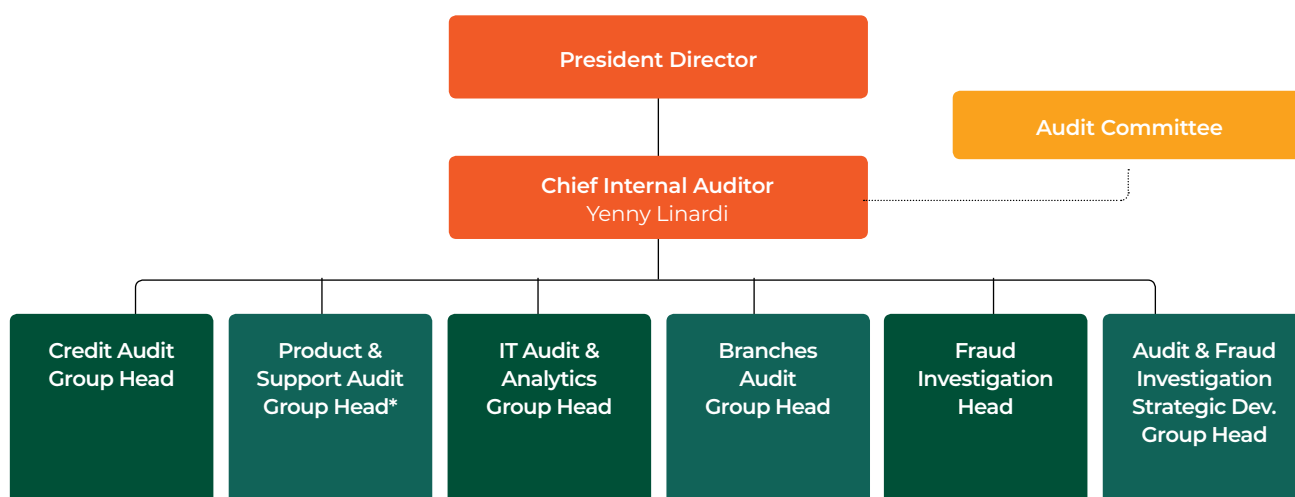 President Director
Audit Committee
Chief Internal Auditor
Yenny Linardi
Credit Audit
Group Head
Product &
Support Audit
Group Head*
IT Audit &
Analytics
Group Head
Branches
Audit
Group Head
Fraud
Investigation
Head
Audit & Fraud
Investigation
Strategic Dev.
Group Head